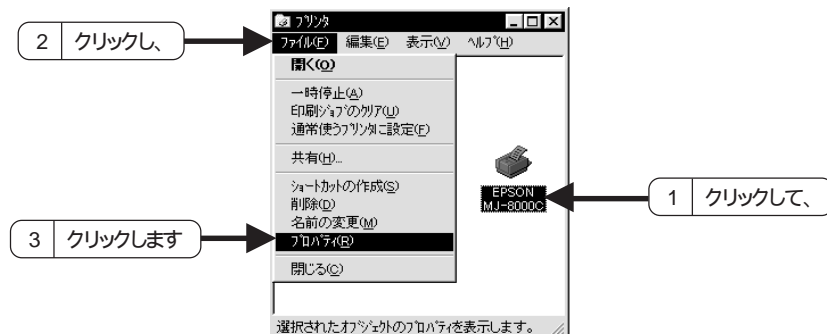 プリンタ
2 クリックし、
ファイル(F) 編集(E) 表示(V) ヘルプ(H)
開く(O)
一時停止(A)
印刷ジョブのクリア(U)
通常使うプリンタに設定(F)
共有(H)...
ショートカットの作成(S)
削除(D)
名前の変更(M)
プロパティ(R)
閉じる(C)
EPSON
MJ-8000C
1 クリックして、
3 クリックします
選択されたオブジェクトのプロパティを表示します。